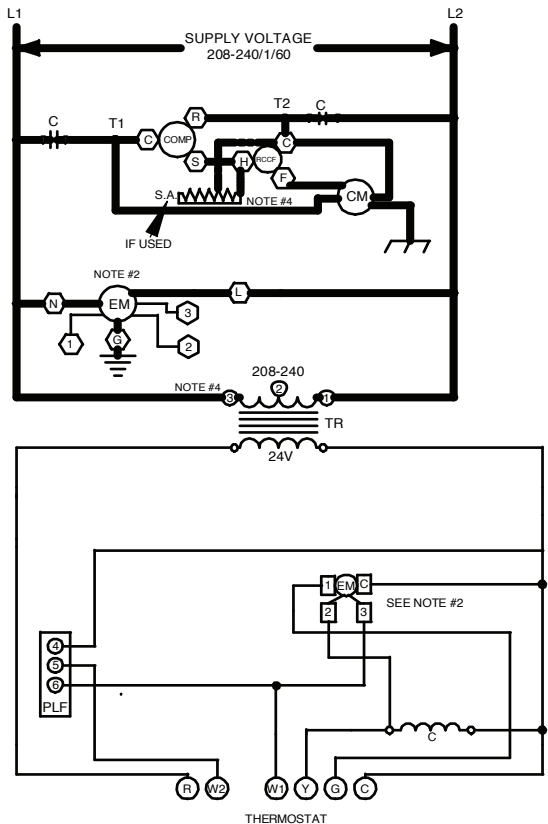 L1 L2
SUPPLY VOLTAGE
208-240/1/60
C T1 C COMP R T2 C
S H RCCF C
F
S.A. NOTE #4 CM
IF USED
NOTE #2
N EM L
3
1 G 2
208-240
NOTE #4 3 2 1
TR
24V
1 EM C
SEE NOTE #2
2 3
4
5
6
PLF
C
R W2 W1 Y G C
THERMOSTAT